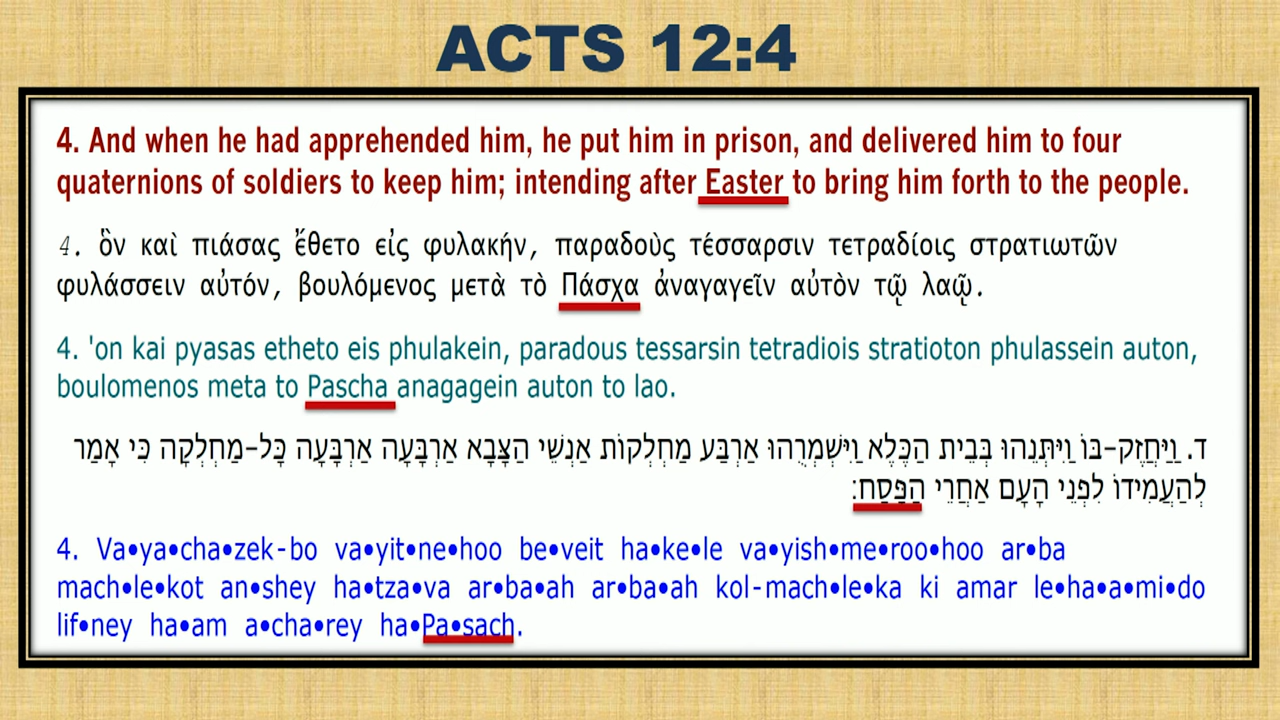 ACTS 12:4
4. And when he had apprehended him, he put him in prison, and delivered him to four
quaternions of soldiers to keep him; intending after Easter to bring him forth to the people.
4. ὃν καὶ πιάσας ἔθετο εἰς φυλακήν, παραδοὺς τέσσαρσιν τετραδίοις στρατιωτῶν
φυλάσσειν αὐτόν, βουλόμενος μετὰ τὸ Πάσχα ἀναγαγεῖν αὐτὸν τῷ λαῷ.
4. 'on kai pyasas etheto eis phulakein, paradous tessarsin tetradiois stratioton phulassein auton,
boulomenos meta to Pascha anagagein auton to lao.
ד. וַיַּחֲזֶק–בּוֹ וַיִּתְּנֵהוּ בְּבֵית הַכֶּלֶא וַיִּשְׁמְרֻהוּ אַרְבַּע מַחְלְקוֹת אַנְשֵׁי הַצָּבָא אַרְבָּעָה אַרְבָּעָה כָּל–מַחְלְקָה כִּי אָמַר
לְהַעֲמִידוֹ לִפְנֵי הָעָם אַחֲרֵי הַפָּסַח׃
4. Va•ya•cha•zek-bo va•yit•ne•hoo be•veit ha•ke•le va•yish•me•roo•hoo ar•ba
mach•le•kot an•shey ha•tza•va ar•ba•ah ar•ba•ah kol-mach•le•ka ki amar le•ha•a•mi•do
lif•ney ha•am a•cha•rey ha•Pa•sach.